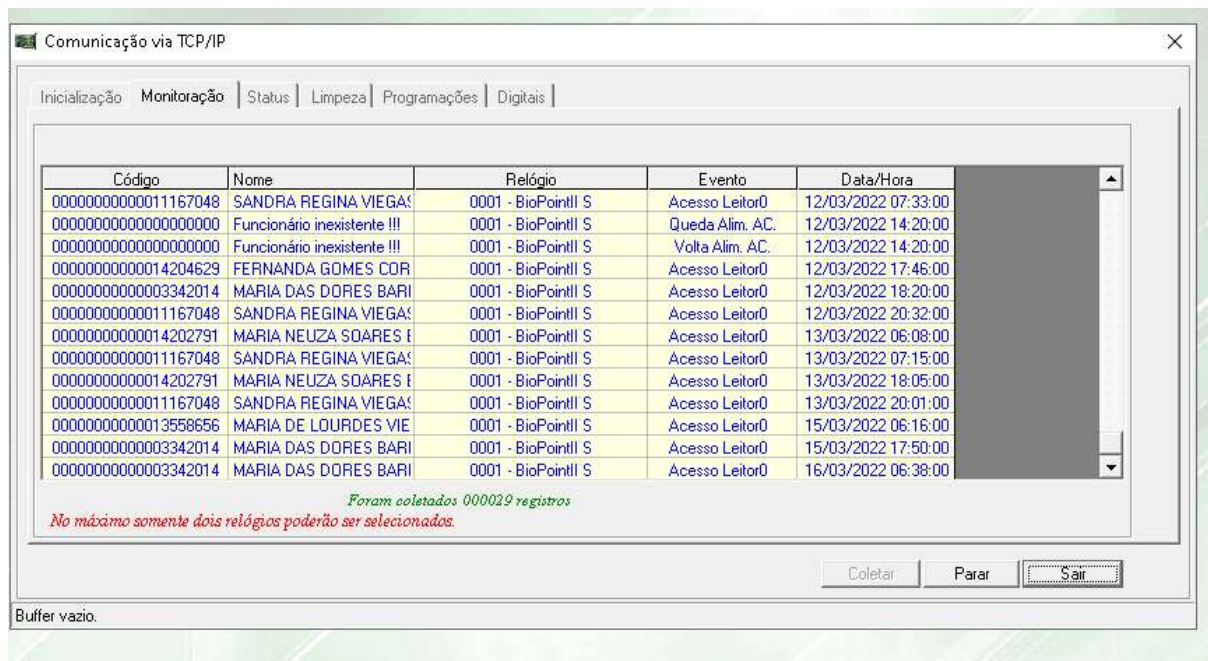 Comunicação via TCP/IP
Inicialização Monitoração Status Limpeza Programações Digitais
Código Nome Relógio Evento Data/Hora
00000000000011167048 SANDRA REGINA VIEGAS 0001 - BioPointII S Acesso Leitor0 12/03/2022 07:33:00
00000000000000000000 Funcionário inexistente !!! 0001 - BioPointII S Queda Alim. AC. 12/03/2022 14:20:00
00000000000000000000 Funcionário inexistente !!! 0001 - BioPointII S Volta Alim. AC. 12/03/2022 14:20:00
00000000000014204629 FERNANDA GOMES COR 0001 - BioPointII S Acesso Leitor0 12/03/2022 17:46:00
00000000000003342014 MARIA DAS DORES BARI 0001 - BioPointII S Acesso Leitor0 12/03/2022 18:20:00
00000000000011167048 SANDRA REGINA VIEGAS 0001 - BioPointII S Acesso Leitor0 12/03/2022 20:32:00
00000000000014202791 MARIA NEUZA SOARES 0001 - BioPointII S Acesso Leitor0 13/03/2022 06:08:00
00000000000011167048 SANDRA REGINA VIEGAS 0001 - BioPointII S Acesso Leitor0 13/03/2022 07:15:00
00000000000014202791 MARIA NEUZA SOARES 0001 - BioPointII S Acesso Leitor0 13/03/2022 18:05:00
00000000000011167048 SANDRA REGINA VIEGAS 0001 - BioPointII S Acesso Leitor0 13/03/2022 20:01:00
00000000000013558656 MARIA DE LOURDES VIE 0001 - BioPointII S Acesso Leitor0 15/03/2022 06:16:00
00000000000003342014 MARIA DAS DORES BARI 0001 - BioPointII S Acesso Leitor0 15/03/2022 17:50:00
00000000000003342014 MARIA DAS DORES BARI 0001 - BioPointII S Acesso Leitor0 16/03/2022 06:38:00
Foram coletados 000029 registros
No máximo somente dois relógios poderão ser selecionados.
Coletar Parar Sair
Buffer vazio.